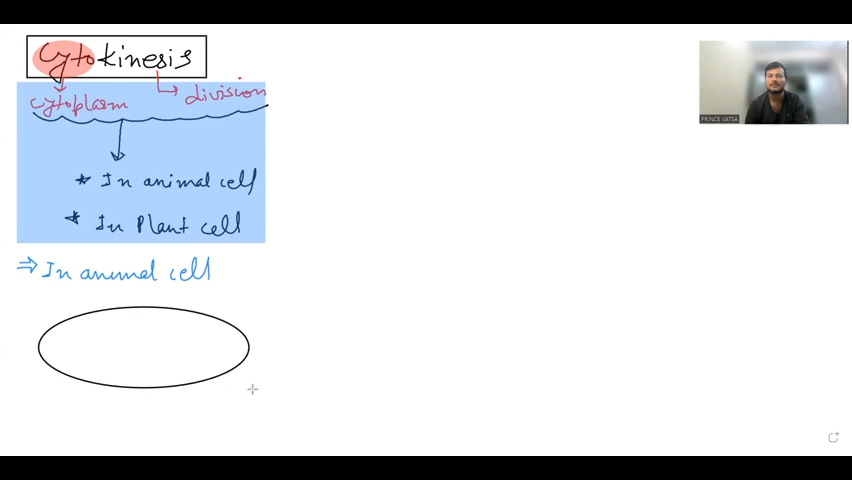 Cytokinesis
cytoplasm → division
* In animal cell
* In Plant cell
⇒ In animal cell
PRINCE VATSA